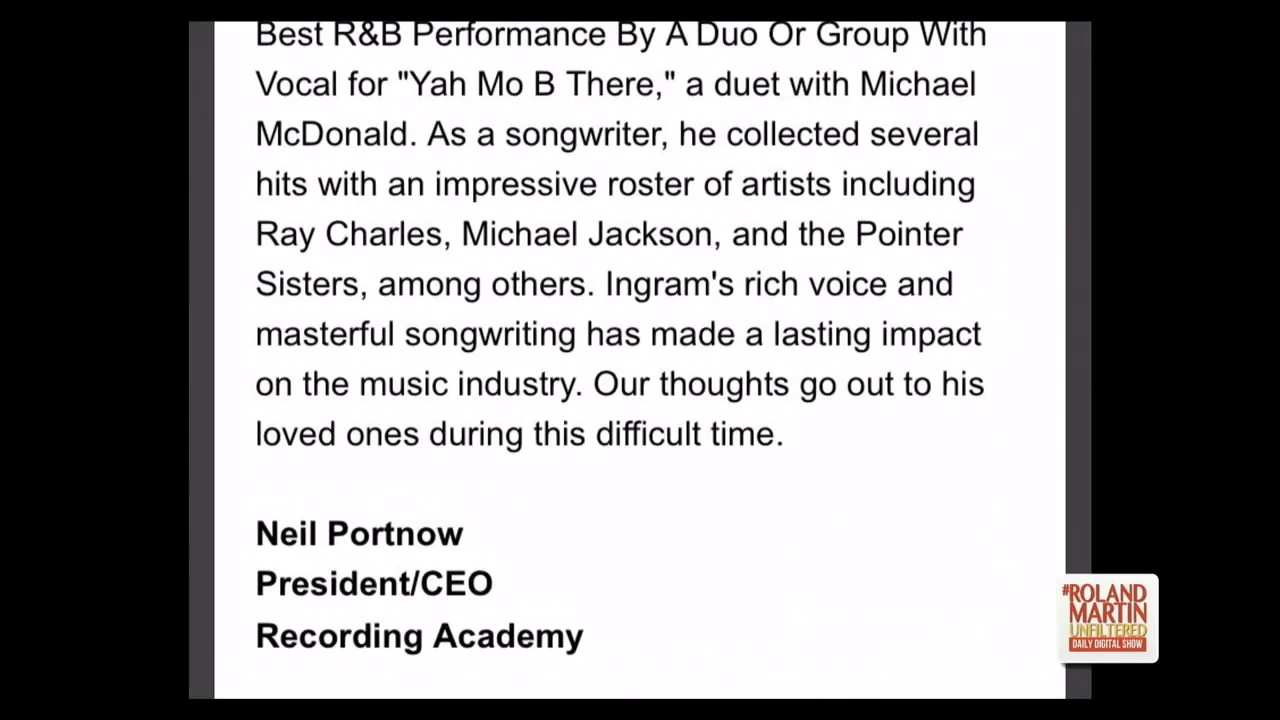 Best R&B Performance By A Duo Or Group With
Vocal for "Yah Mo B There," a duet with Michael
McDonald. As a songwriter, he collected several
hits with an impressive roster of artists including
Ray Charles, Michael Jackson, and the Pointer
Sisters, among others. Ingram's rich voice and
masterful songwriting has made a lasting impact
on the music industry. Our thoughts go out to his
loved ones during this difficult time.
Neil Portnow
President/CEO
Recording Academy
#ROLAND
MARTIN
UNFILTERED
DAILY DIGITAL SHOW